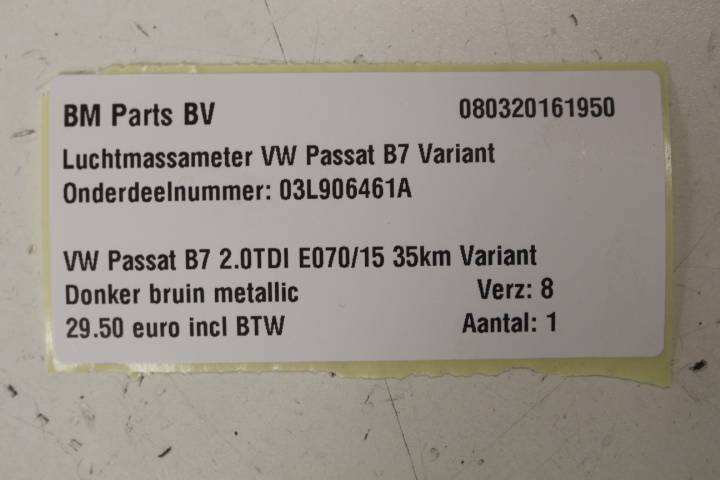 BM Parts BV 080320161950
Luchtmassameter VW Passat B7 Variant
Onderdeelnummer: 03L906461A
VW Passat B7 2.0TDI E070/15 35km Variant
Donker bruin metallic Verz: 8
29.50 euro incl BTW Aantal: 1